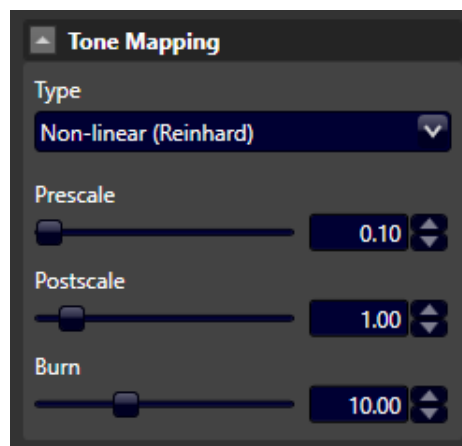 Tone Mapping
Type
Non-linear (Reinhard)
Prescale
0.10
Postscale
1.00
Burn
10.00